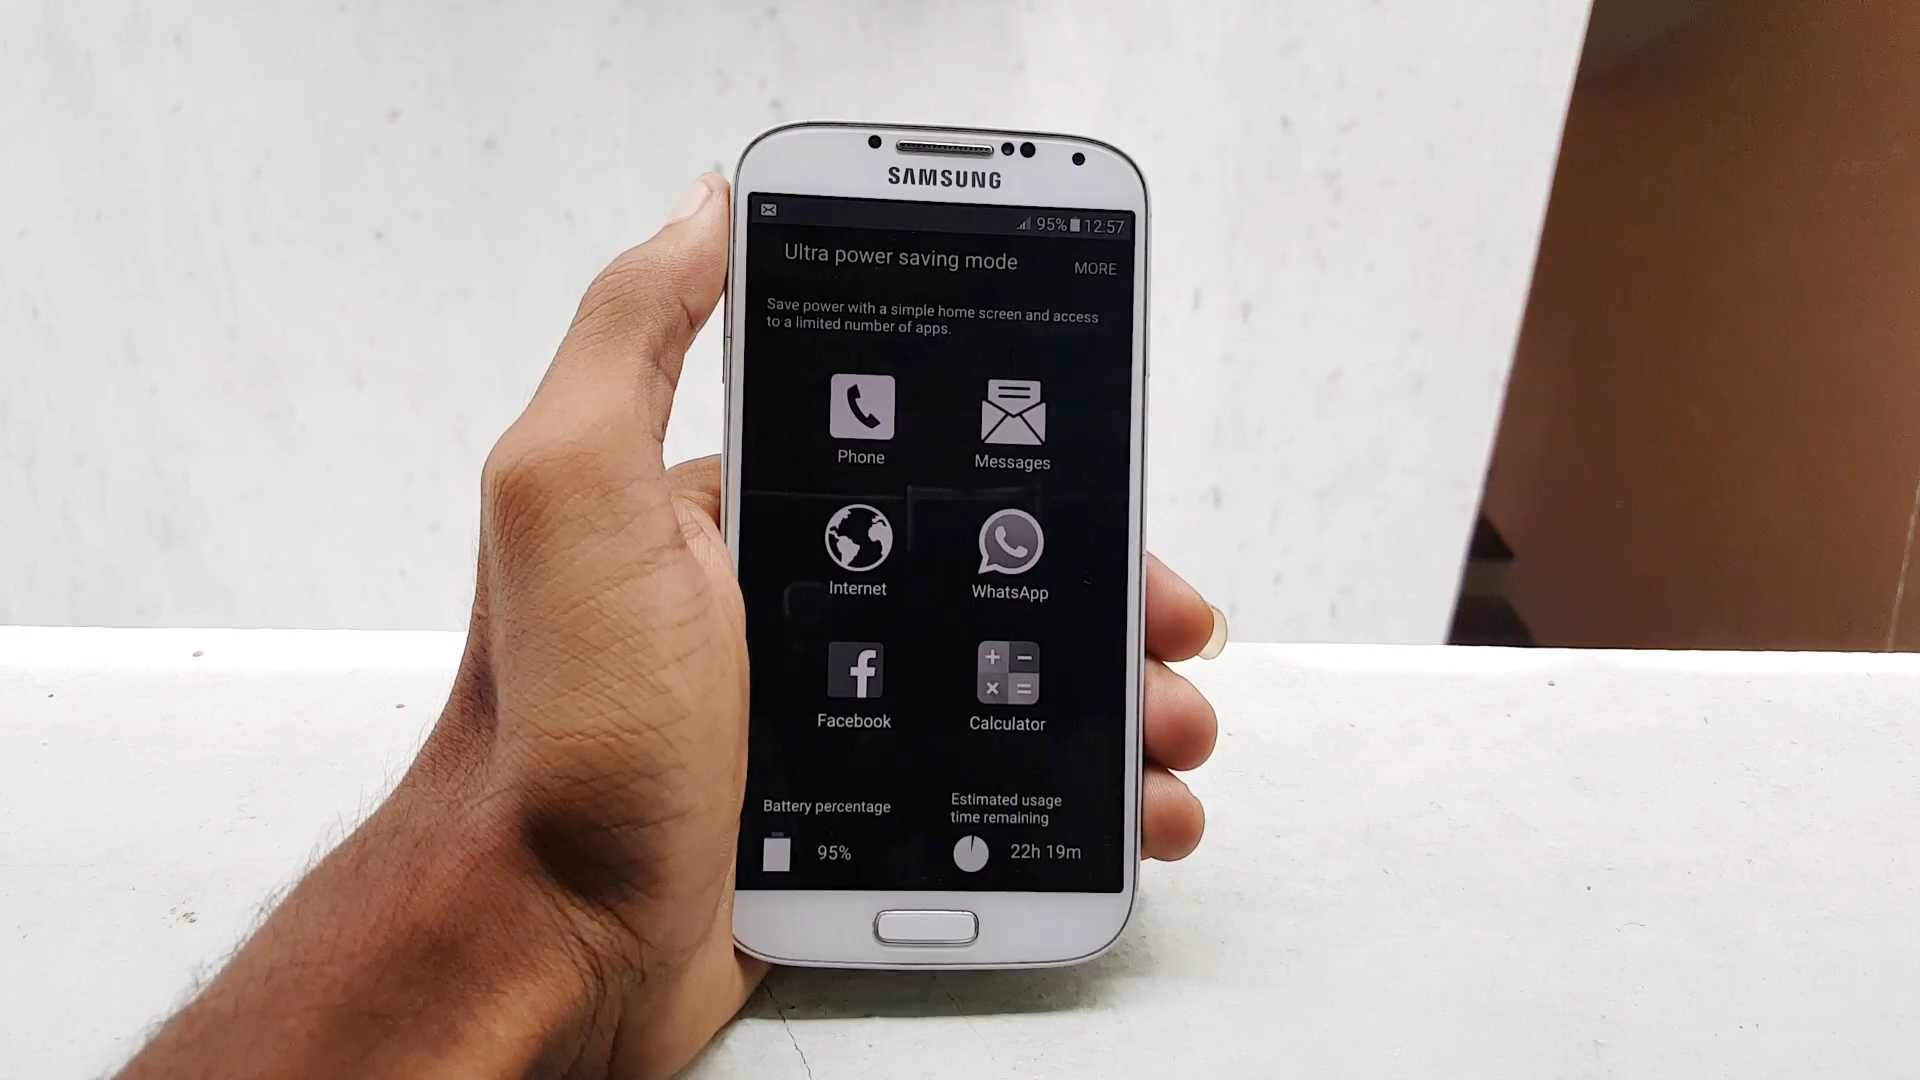 SAMSUNG
95% 12:57
Ultra power saving mode
MORE
Save power with a simple home screen and access
to a limited number of apps.
Phone
Messages
Internet
WhatsApp
Facebook
Calculator
Battery percentage
95%
Estimated usage
time remaining
22h 19m